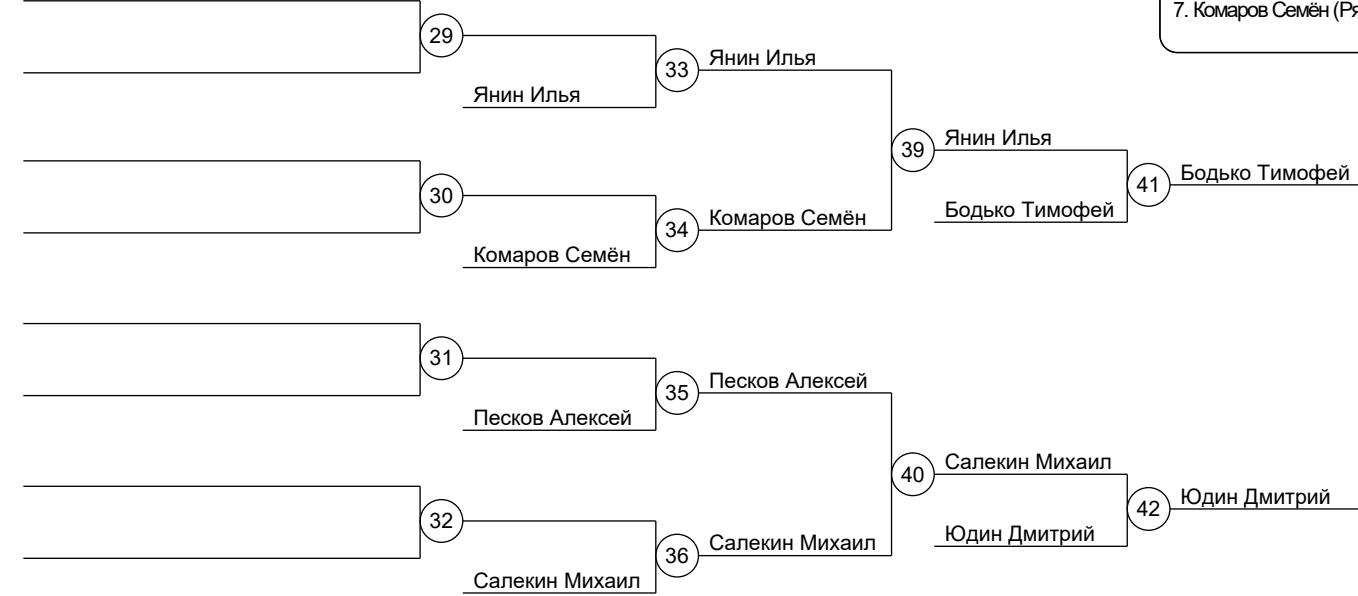 7. Комаров Семён (Ря
29
33
Янин Илья
Янин Илья
39
Янин Илья
41
Бодько Тимофей
30
34
Комаров Семён
Бодько Тимофей
Комаров Семён
31
35
Песков Алексей
Песков Алексей
40
Салекин Михаил
42
Юдин Дмитрий
32
36
Салекин Михаил
Юдин Дмитрий
Салекин Михаил